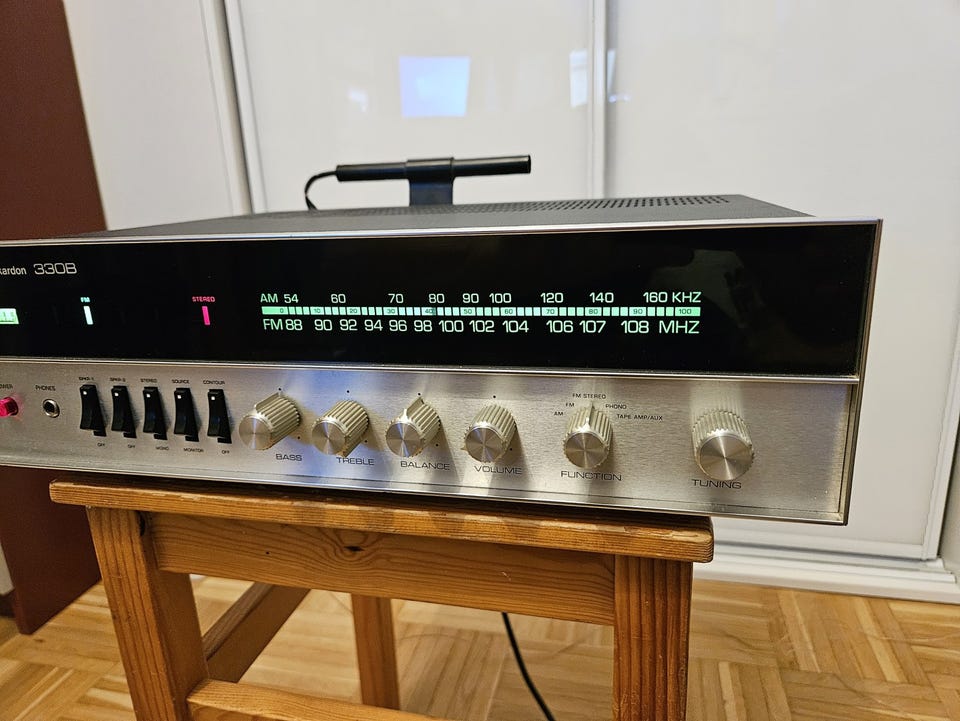 kardon 330B
FM
STEREO
AM 54 60 70 80 90 100 120 140 160 KHZ
0 10 20 30 40 50 60 70 80 90 100
FM 88 90 92 94 96 98 100 102 104 106 107 108 MHZ
POWER
PHONES
SPKR-1 SPKR-2 STEREO SOURCE CONTOUR
OFF OFF MONO MONITOR OFF
BASS
TREBLE
BALANCE
VOLUME
AM FM FM STEREO PHONO TAPE AMP/AUX
FUNCTION
TUNING